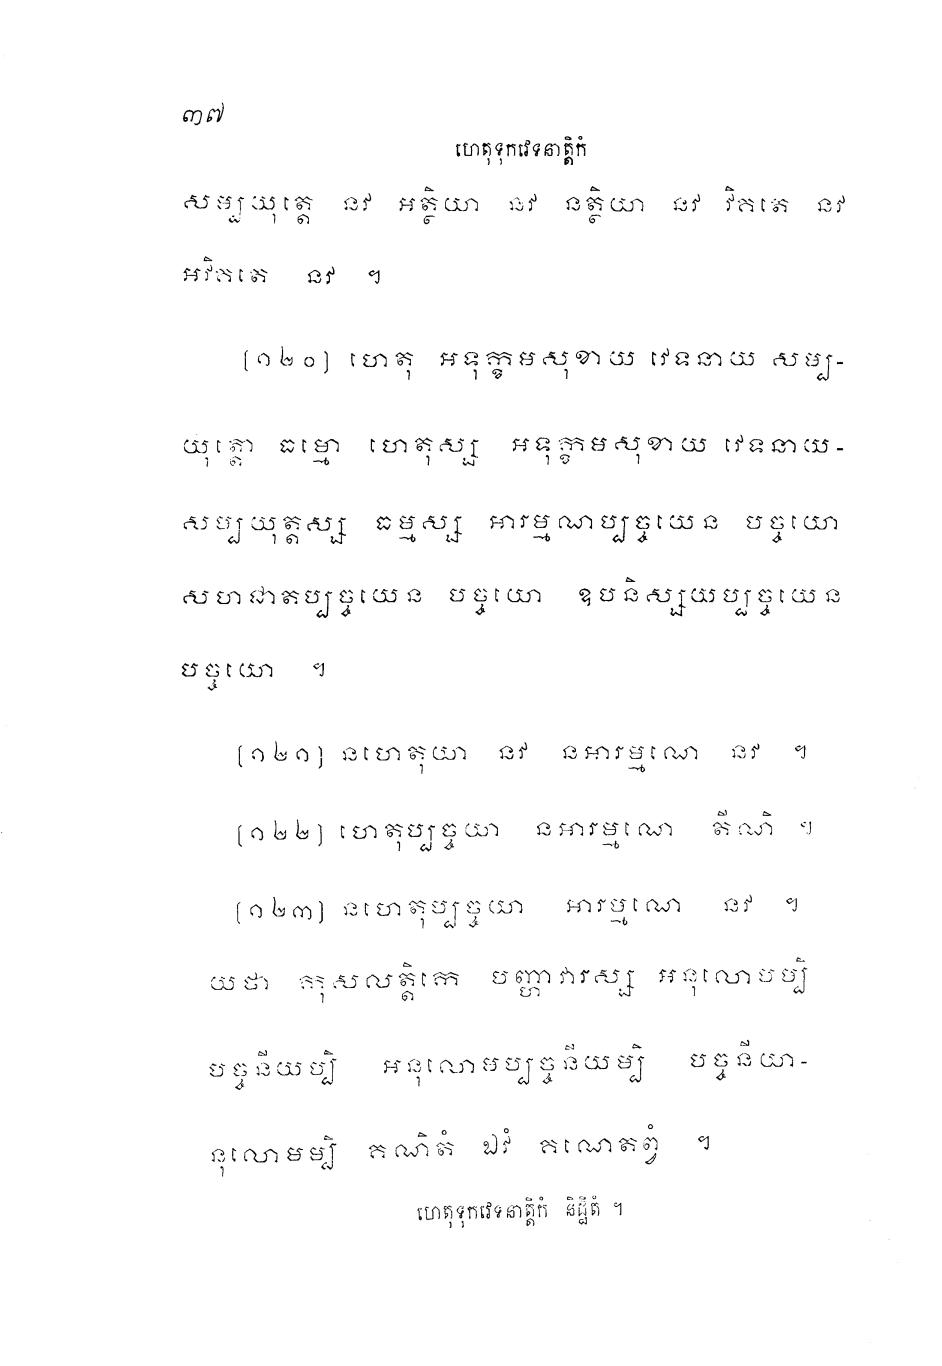 ៣៧
ហេតុទុកវេទនាត្តិកំ
សម្បយុត្តេ នវ អត្ថិយា នវ នត្ថិយា នវ វិគតេ នវ
អវិគតេ នវ ។
[១២០] ហេតុ អទុក្ខមសុខាយ វេទនាយ សម្ប-
យុត្តោ ធម្មោ ហេតុស្ស អទុក្ខមសុខាយ វេទនាយ-
សម្បយុត្តស្ស ធម្មស្ស អារម្មណប្បច្ចយេន បច្ចយោ
សហជាតប្បច្ចយេន បច្ចយោ ឧបនិស្សយប្បច្ចយេន
បច្ចយោ ។
[១២១] នហេតុយា នវ នអារម្មណេ នវ ។
[១២២] ហេតុប្បច្ចយា នអារម្មណេ តីណិ ។
[១២៣] នហេតុប្បច្ចយា អារម្មណេ នវ ។
យថា កុសលត្តិកេ បញ្ហាវារស្ស អនុលោមម្បិ
បច្ចនីយម្បិ អនុលោមប្បច្ចនីយម្បិ បច្ចនីយា-
នុលោមម្បិ គណិតំ ឯវំ គណេតព្វំ ។
ហេតុទុកវេទនាត្តិកំ និដ្ឋិតំ ។